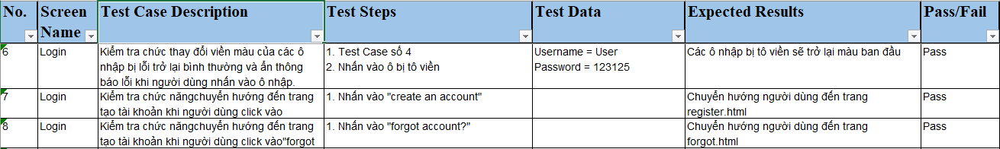 No. Screen Name Test Case Description Test Steps Test Data Expected Results Pass/Fail
6 Login Kiểm tra chức thay đổi viền màu của các ô 1. Test Case số 4 Username = User Các ô nhập bị tô viền sẽ trở lại màu ban đầu Pass
nhập bị lỗi trở lại bình thường và ẩn thông 2. Nhấn vào ô bị tô viền Password = 123125
báo lỗi khi người dùng nhấn vào ô nhập.
7 Login Kiểm tra chức năngchuyển hướng đến trang 1. Nhấn vào "create an account" Chuyển hướng người dùng đến trang Pass
tạo tài khoản khi người dùng click vào register.html
8 Login Kiểm tra chức năngchuyển hướng đến trang 1. Nhấn vào "forgot account?" Chuyển hướng người dùng đến trang Pass
tạo tài khoản khi người dùng click vào"forgot forgot.html